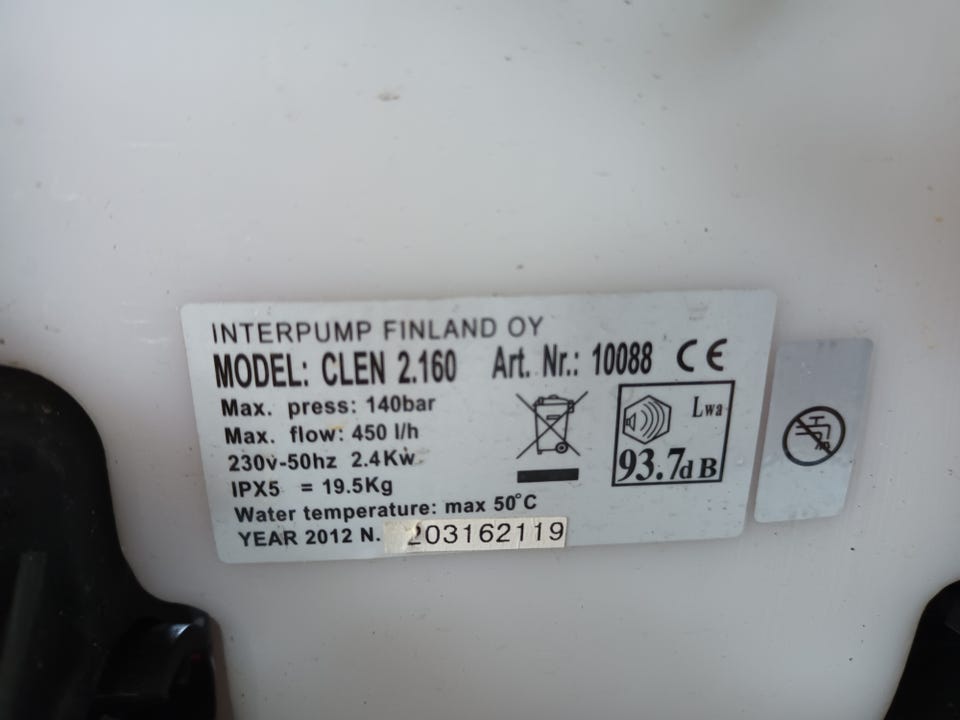 INTERPUMP FINLAND OY
MODEL: CLEN 2.160 Art. Nr.: 10088 CE
Max. press: 140bar
Max. flow: 450 l/h
230v-50hz 2.4Kw
IPX5 = 19.5Kg
Water temperature: max 50°C
YEAR 2012 N. 203162119
Lwa
93.7dB